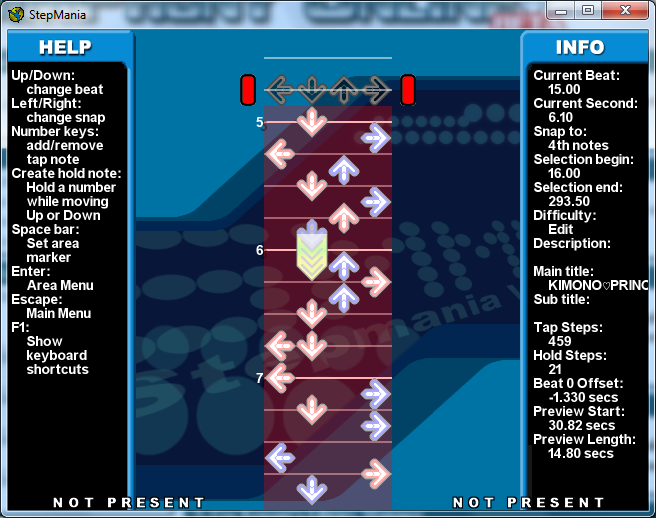 StepMania
HELP
Up/Down:
change beat
Left/Right:
change snap
Number keys:
add/remove
tap note
Create hold note:
Hold a number
while moving
Up or Down
Space bar:
Set area
marker
Enter:
Area Menu
Escape:
Main Menu
F1:
Show
keyboard
shortcuts
NOT PRESENT
5
6
7
stepmania
INFO
Current Beat:
15.00
Current Second:
6.10
Snap to:
4th notes
Selection begin:
16.00
Selection end:
293.50
Difficulty:
Edit
Description:
Main title:
KIMONO♡PRINC
Sub title:
Tap Steps:
459
Hold Steps:
21
Beat 0 Offset:
-1.330 secs
Preview Start:
30.82 secs
Preview Length:
14.80 secs
NOT PRESENT